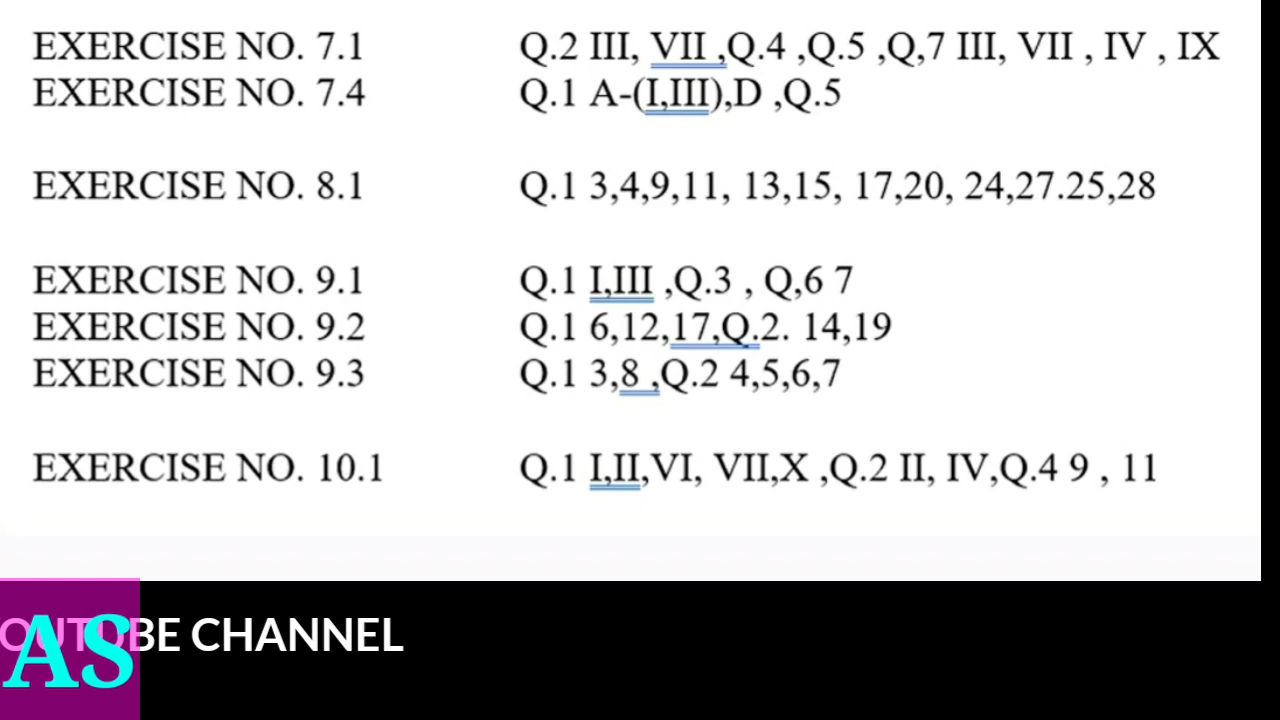 EXERCISE NO. 7.1 Q.2 III, VII ,Q.4 ,Q.5 ,Q,7 III, VII , IV , IX
EXERCISE NO. 7.4 Q.1 A-(I,III),D ,Q.5
EXERCISE NO. 8.1 Q.1 3,4,9,11, 13,15, 17,20, 24,27.25,28
EXERCISE NO. 9.1 Q.1 I,III ,Q.3 , Q,6 7
EXERCISE NO. 9.2 Q.1 6,12,17,Q.2. 14,19
EXERCISE NO. 9.3 Q.1 3,8 ,Q.2 4,5,6,7
EXERCISE NO. 10.1 Q.1 I,II,VI, VII,X ,Q.2 II, IV,Q.4 9 , 11
OUTUBE CHANNEL
AS